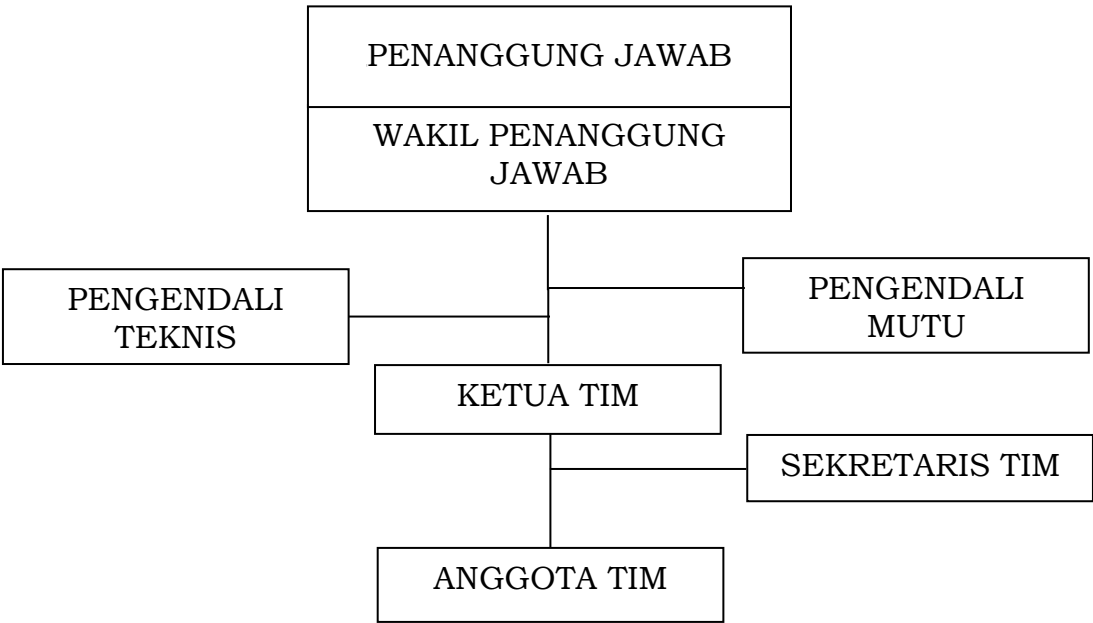 PENANGGUNG JAWAB
WAKIL PENANGGUNG
JAWAB
PENGENDALI
TEKNIS
PENGENDALI
MUTU
KETUA TIM
SEKRETARIS TIM
ANGGOTA TIM